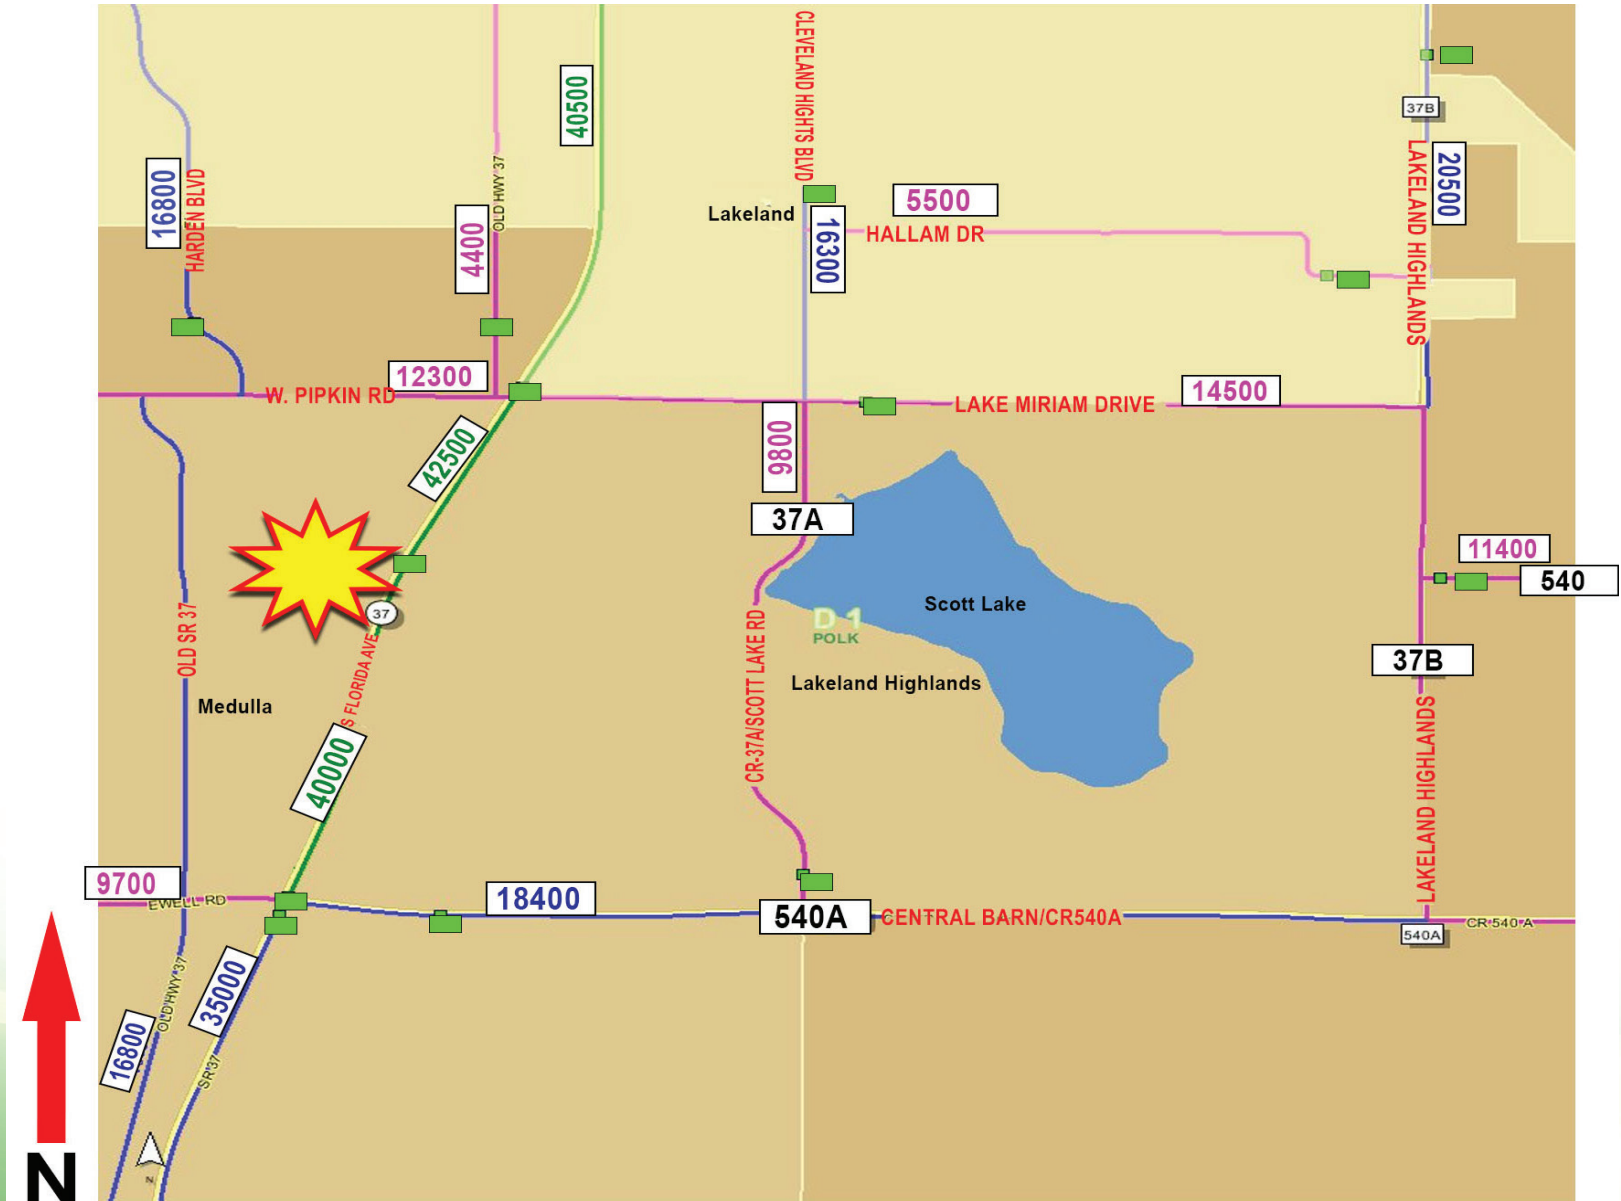 CLEVELAND HIGHTS BLVD
40500
37B
LAKELAND HIGHLANDS
20500
16800
HARDEN BLVD
OLD HWY 37
4400
Lakeland
5500
16300
HALLAM DR
12300
W. PIPKIN RD
14500
LAKE MIRIAM DRIVE
42500
9800
37A
11400
540
37
Scott Lake
D 1
POLK
OLD SR 37
S FLORIDA AVE
CR-37A/SCOTT LAKE RD
37B
Lakeland Highlands
Medulla
LAKELAND HIGHLANDS
40000
9700
EWELL RD
18400
540A
CENTRAL BARN/CR540A
CR 540 A
540A
OLD HWY 37
35000
16800
SR 37
N
N